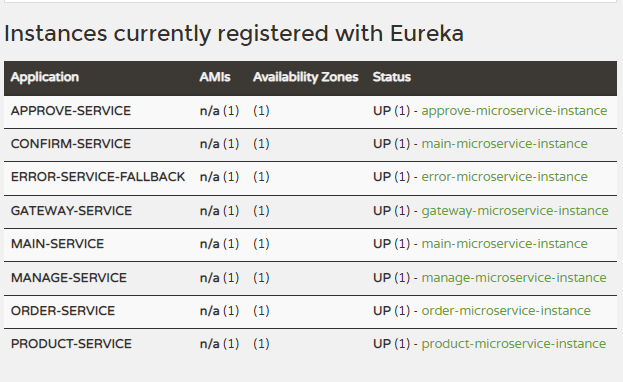 Instances currently registered with Eureka
Application AMIs Availability Zones Status
APPROVE-SERVICE n/a (1) (1) UP (1) - approve-microservice-instance
CONFIRM-SERVICE n/a (1) (1) UP (1) - main-microservice-instance
ERROR-SERVICE-FALLBACK n/a (1) (1) UP (1) - error-microservice-instance
GATEWAY-SERVICE n/a (1) (1) UP (1) - gateway-microservice-instance
MAIN-SERVICE n/a (1) (1) UP (1) - main-microservice-instance
MANAGE-SERVICE n/a (1) (1) UP (1) - manage-microservice-instance
ORDER-SERVICE n/a (1) (1) UP (1) - order-microservice-instance
PRODUCT-SERVICE n/a (1) (1) UP (1) - product-microservice-instance